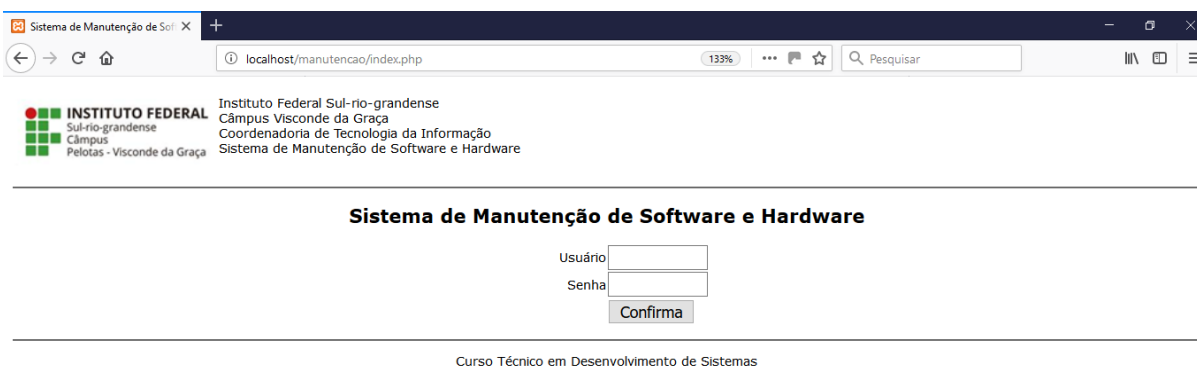 Sistema de Manutenção de Sof
localhost/manutencao/index.php
133%
Pesquisar
INSTITUTO FEDERAL
Sul-rio-grandense
Câmpus
Pelotas - Visconde da Graça
Instituto Federal Sul-rio-grandense
Câmpus Visconde da Graça
Coordenadoria de Tecnologia da Informação
Sistema de Manutenção de Software e Hardware
Sistema de Manutenção de Software e Hardware
Usuário
Senha
Confirma
Curso Técnico em Desenvolvimento de Sistemas